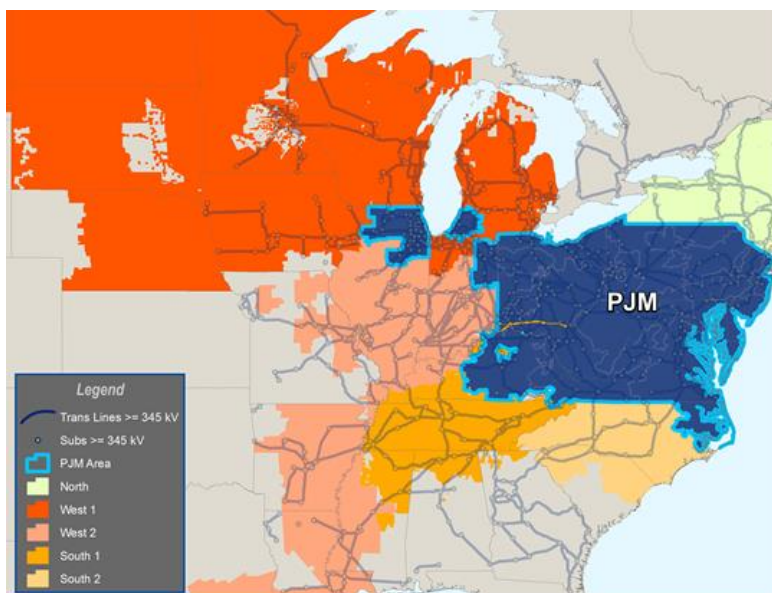 PJM
Legend
Trans Lines >= 345 kV
Subs >= 345 kV
PJM Area
North
West 1
West 2
South 1
South 2